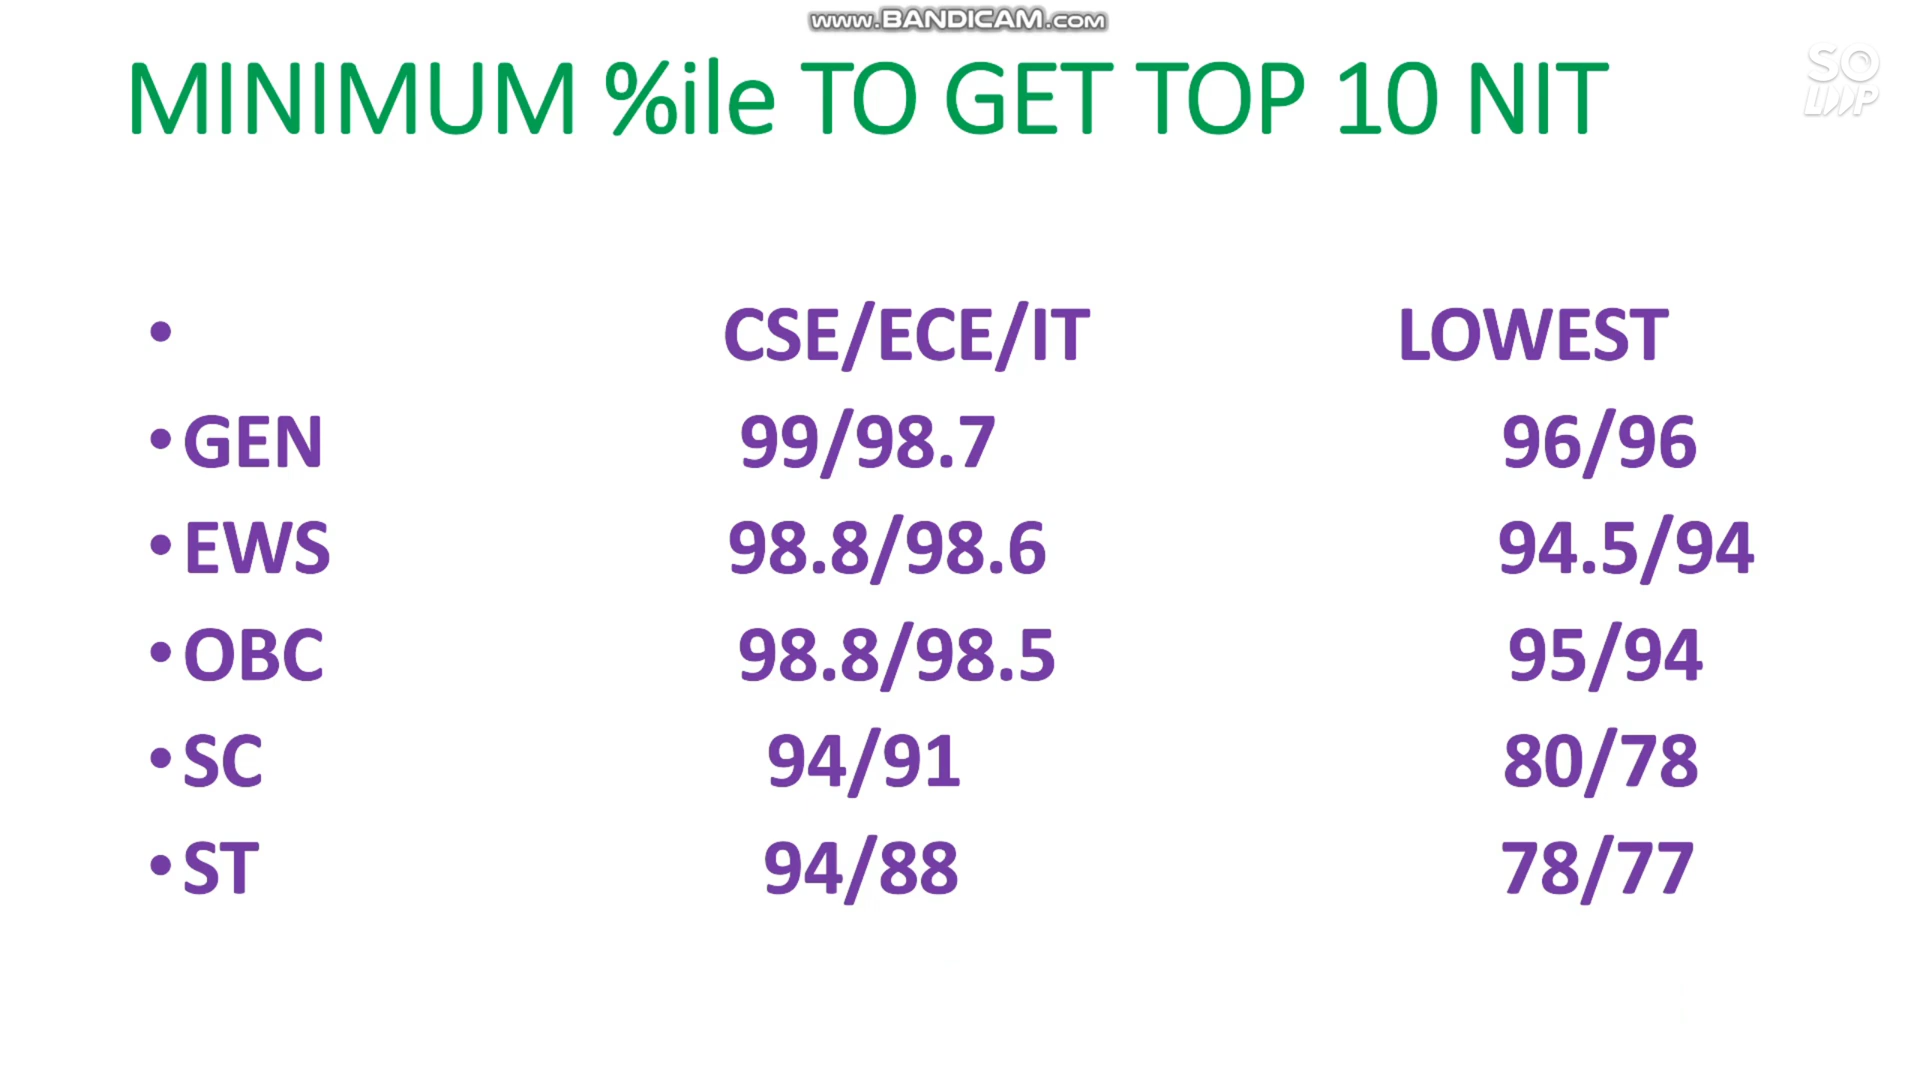 www.BANDICAM.com
MINIMUM %ile TO GET TOP 10 NIT
SO
LOOP
• CSE/ECE/IT LOWEST
• GEN 99/98.7 96/96
• EWS 98.8/98.6 94.5/94
• OBC 98.8/98.5 95/94
• SC 94/91 80/78
• ST 94/88 78/77